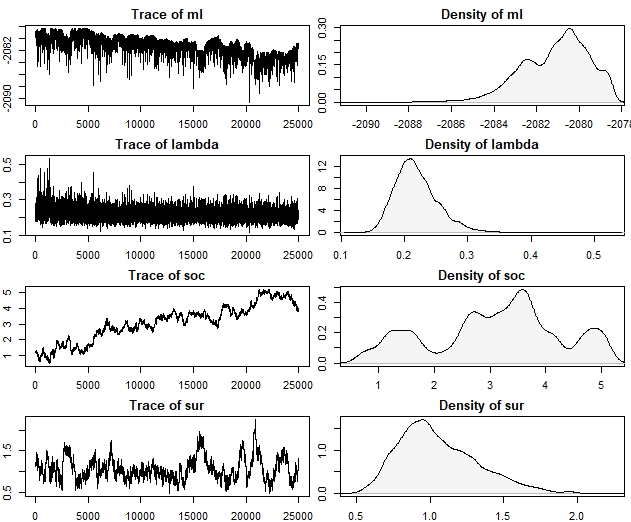 Trace of ml
Density of ml
-2090 -2082
0.00 0.15 0.30
0 5000 10000 15000 20000 25000
-2090 -2088 -2086 -2084 -2082 -2080 -2078
Trace of lambda
Density of lambda
0.1 0.3 0.5
0 4 8 12
0 5000 10000 15000 20000 25000
0.1 0.2 0.3 0.4 0.5
Trace of soc
Density of soc
1 2 3 4 5
0.0 0.2 0.4
0 5000 10000 15000 20000 25000
1 2 3 4 5
Trace of sur
Density of sur
0.5 1.5
0.0 1.0
0 5000 10000 15000 20000 25000
0.5 1.0 1.5 2.0